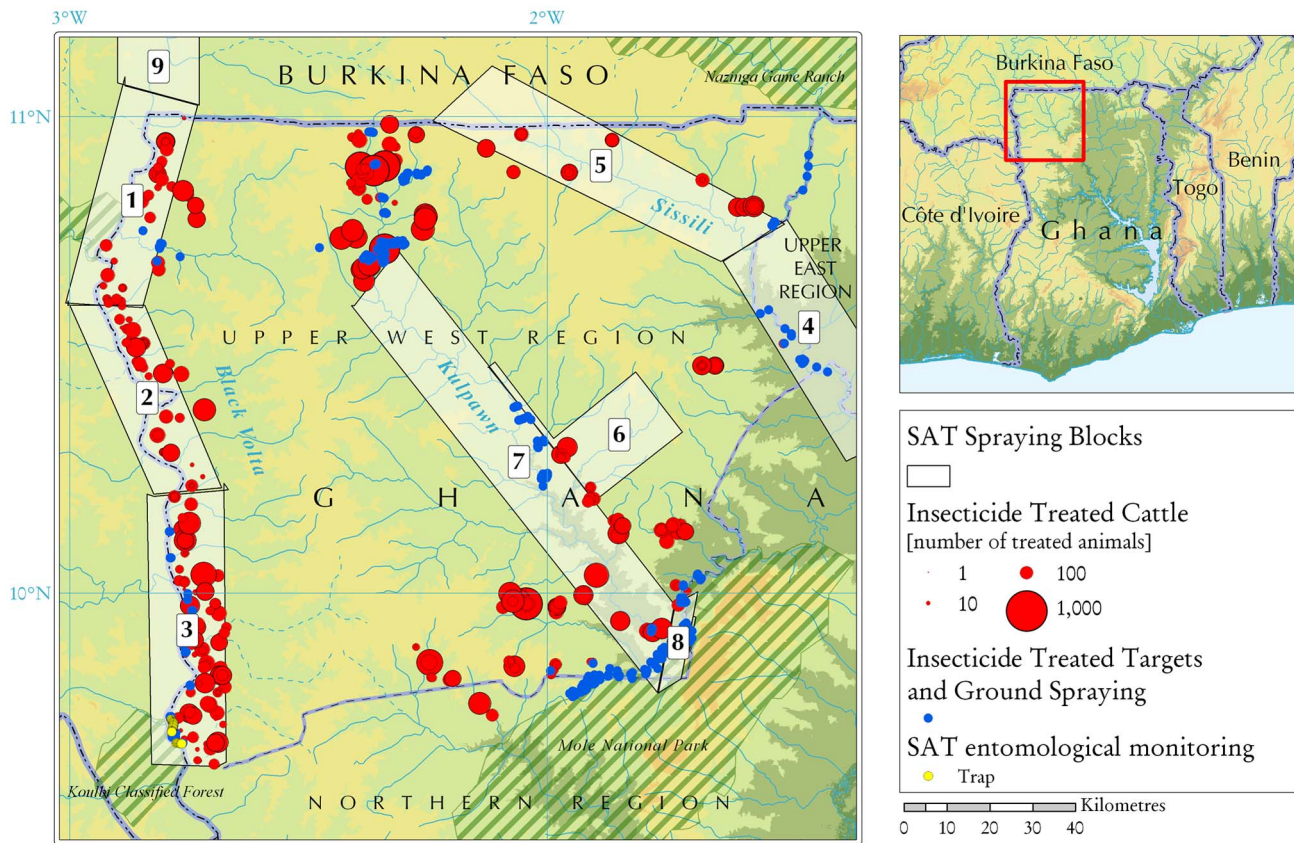 3°W
2°W
9
BURKINA FASO
Nazinga Game Ranch
11°N
5
1
Sissili
UPPER
EAST
REGION
4
UPPER WEST REGION
2
Black Volta
Kulpawn
6
7
GHANA
10°N
3
8
Mole National Park
Koulbi Classified Forest
NORTHERN REGION
Burkina Faso
Benin
Togo
Côte d'Ivoire
Ghana
SAT Spraying Blocks
Insecticide Treated Cattle
[number of treated animals]
1
100
10
1,000
Insecticide Treated Targets
and Ground Spraying
SAT entomological monitoring
Trap
Kilometres
0 10 20 30 40